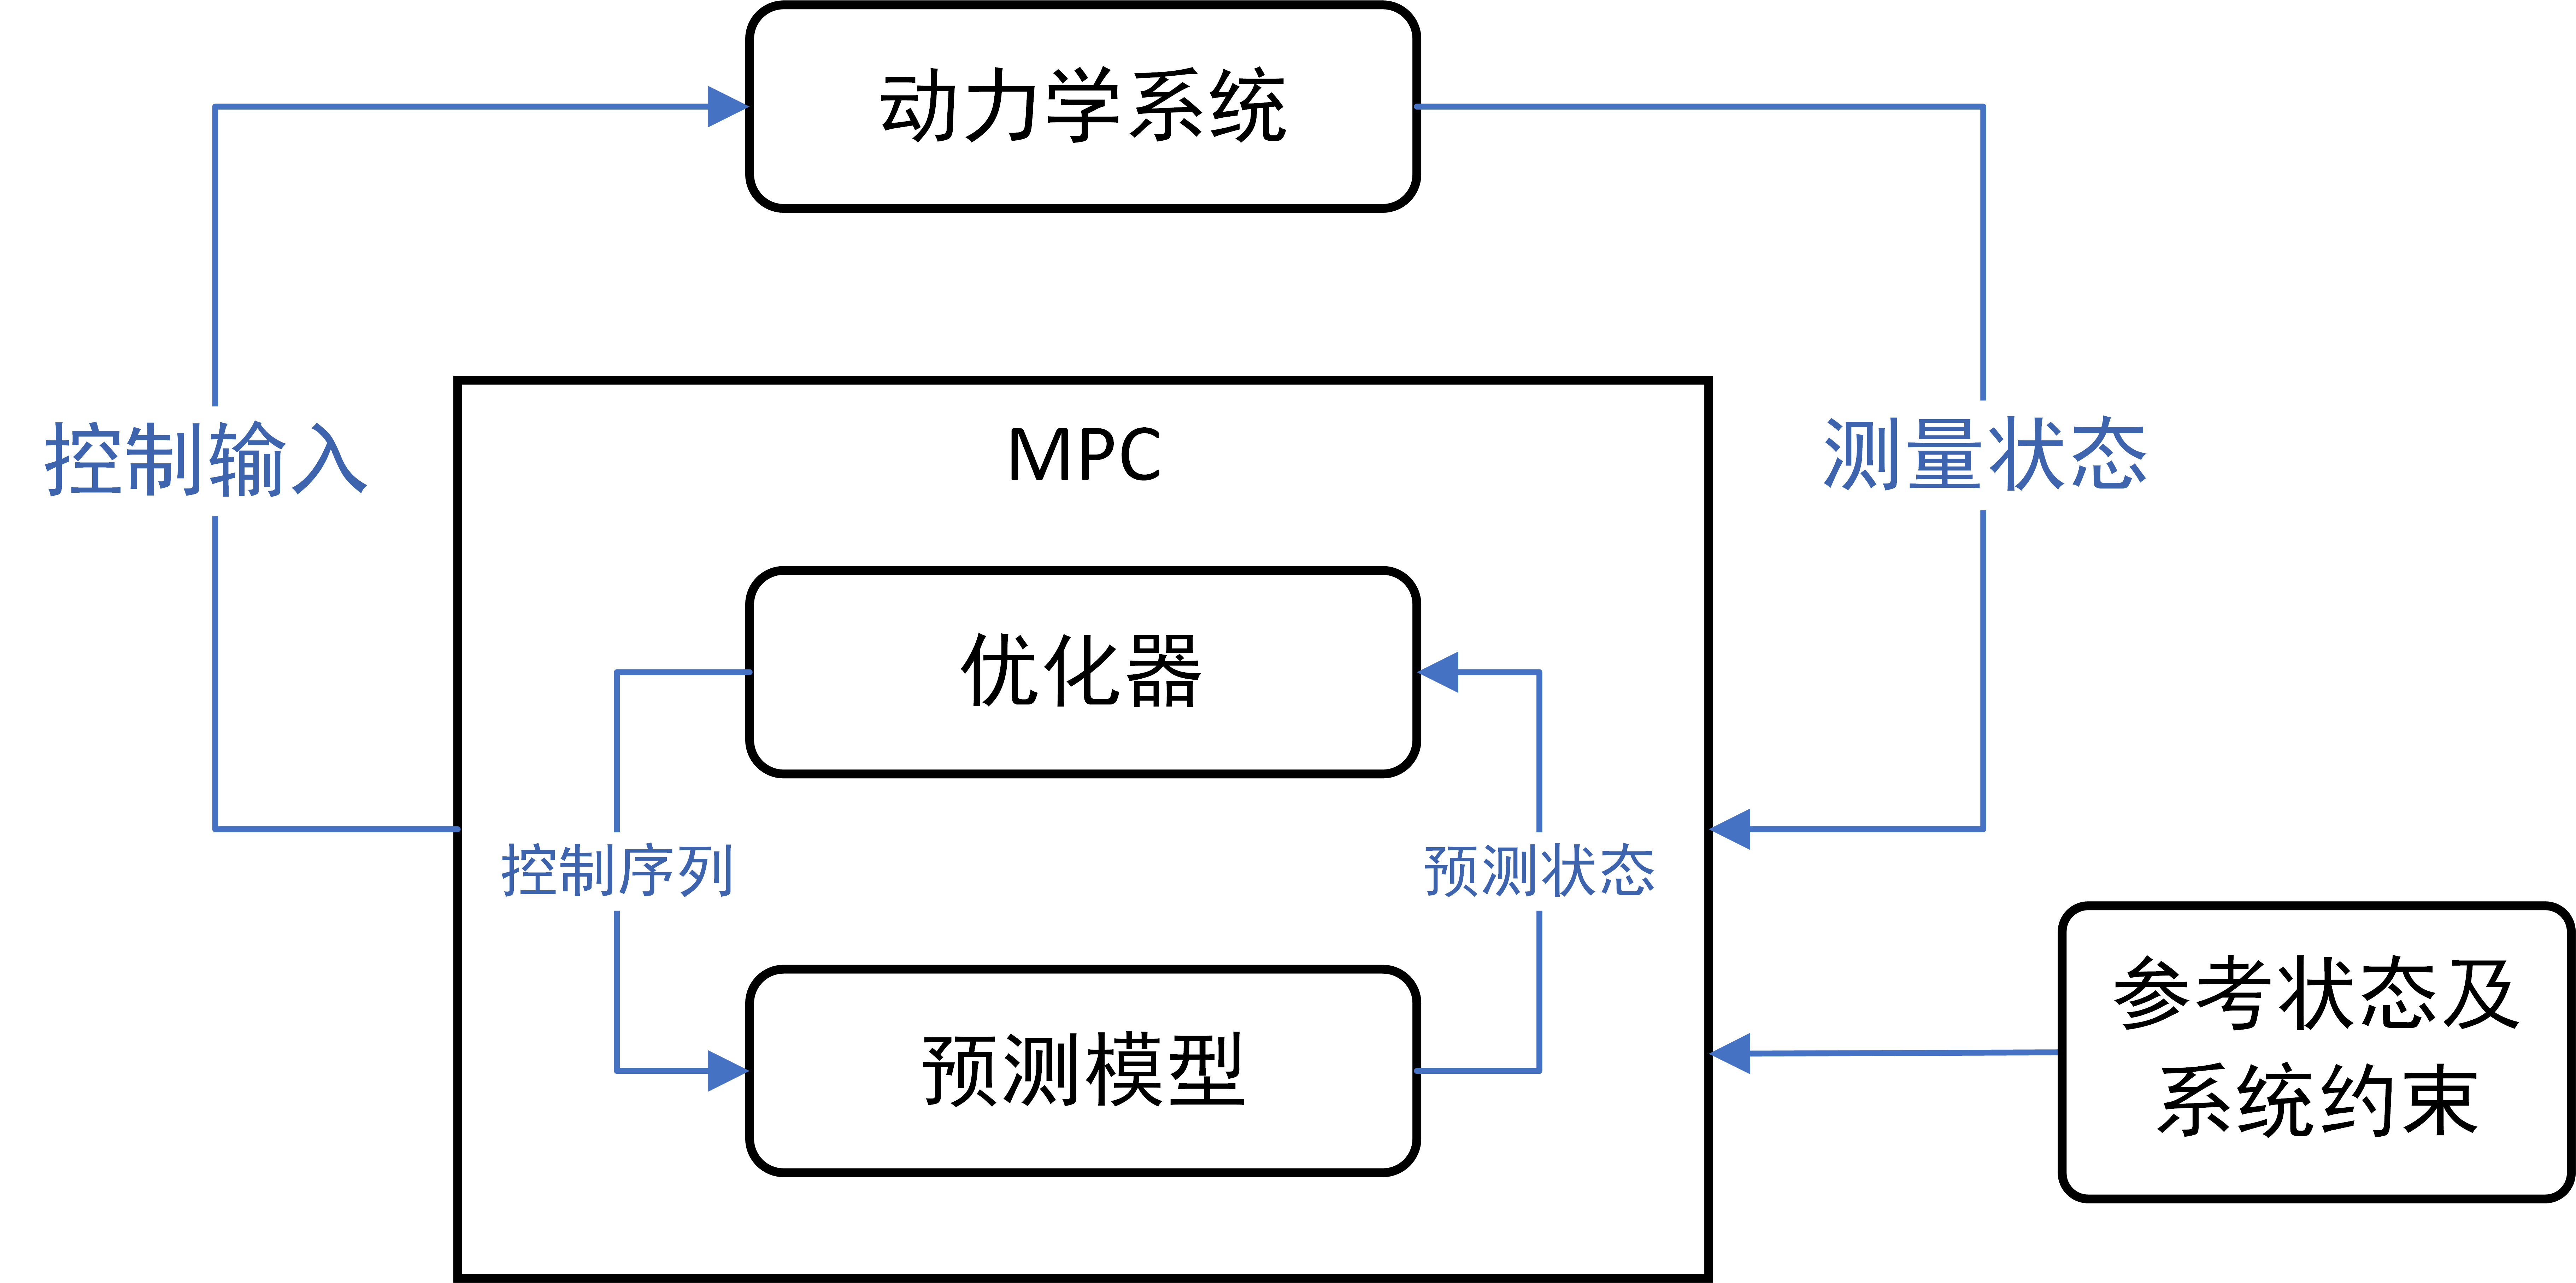 动力学系统
控制输入
MPC
测量状态
优化器
控制序列
预测状态
预测模型
参考状态及
系统约束